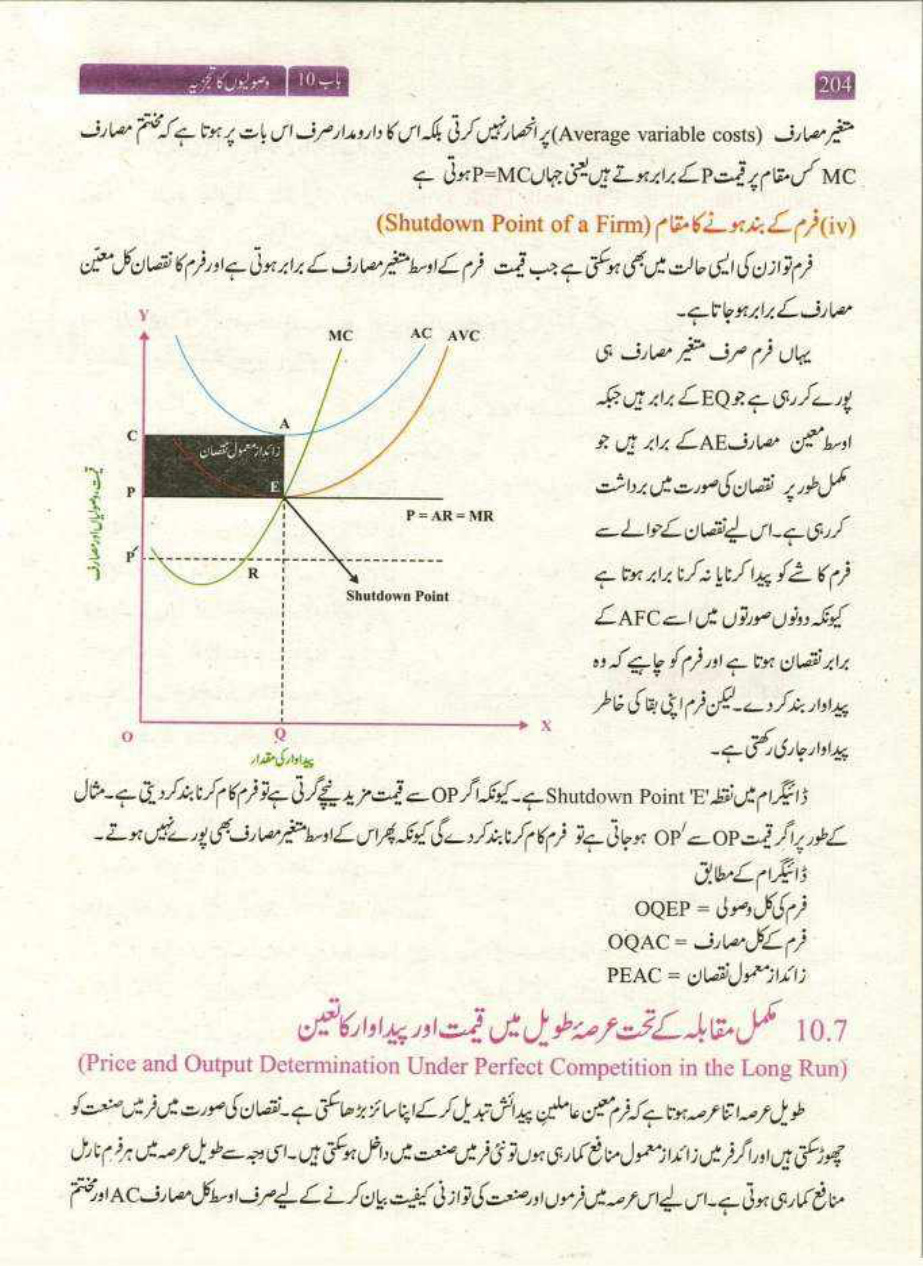 204
باب 10 وصولیوں کا تجزیہ
متغیر مصارف (Average variable costs) پر انحصار نہیں کرتی بلکہ اس کا دارومدار صرف اس بات پر ہوتا ہے کہ مختتم مصارف
MC کس مقام پر قیمت P کے برابر ہوتے ہیں یعنی جہاں P=MC ہوتی ہے
(iv) فرم کے بند ہونے کا مقام (Shutdown Point of a Firm)
فرم توازن کی ایسی حالت میں بھی ہو سکتی ہے جب قیمت فرم کے اوسط متغیر مصارف کے برابر ہوتی ہے اور فرم کا نقصان کل معین
مصارف کے برابر ہو جاتا ہے۔
یہاں فرم صرف متغیر مصارف ہی
پورے کر رہی ہے جو EQ کے برابر ہیں جبکہ
اوسط معین مصارف AE کے برابر ہیں جو
مکمل طور پر نقصان کی صورت میں برداشت
کر رہی ہے۔ اس لیے نقصان کے حوالے سے
فرم کا شے کو پیدا کرنا یا نہ کرنا برابر ہوتا ہے
کیونکہ دونوں صورتوں میں اسے AFC کے
برابر نقصان ہوتا ہے اور فرم کو چاہیے کہ وہ
پیداوار بند کر دے۔ لیکن فرم اپنی بقا کی خاطر
پیداوار جاری رکھتی ہے۔
Y
MC AC AVC
A
C
زائد از معمول نقصان
P E
P = AR = MR
P′
R
Shutdown Point
O Q X
پیداوار کی مقدار
قیمت، وصولیاں اور مصارف
ڈائیگرام میں نقطہ 'E' Shutdown Point ہے۔ کیونکہ اگر OP سے قیمت مزید نیچے گرتی ہے تو فرم کام کرنا بند کر دیتی ہے۔ مثال
کے طور پر اگر قیمت OP سے OP′ ہو جاتی ہے تو فرم کام کرنا بند کر دے گی کیونکہ پھر اس کے اوسط متغیر مصارف بھی پورے نہیں ہوتے۔
ڈائیگرام کے مطابق
فرم کی کل وصولی = OQEP
فرم کے کل مصارف = OQAC
زائد از معمول نقصان = PEAC
10.7 مکمل مقابلہ کے تحت عرصۂ طویل میں قیمت اور پیداوار کا تعین
(Price and Output Determination Under Perfect Competition in the Long Run)
طویل عرصہ اتنا عرصہ ہوتا ہے کہ فرم معین عاملین پیدائش تبدیل کر کے اپنا سائز بڑھا سکتی ہے۔ نقصان کی صورت میں فرمیں صنعت کو
چھوڑ سکتی ہیں اور اگر فرمیں زائد از معمول منافع کما رہی ہوں تو نئی فرمیں صنعت میں داخل ہو سکتی ہیں۔ اسی وجہ سے طویل عرصہ میں ہر فرم نارمل
منافع کما رہی ہوتی ہے۔ اس لیے اس عرصہ میں فرموں اور صنعت کی توازنی کیفیت بیان کرنے کے لیے صرف اوسط کل مصارف AC اور مختتم